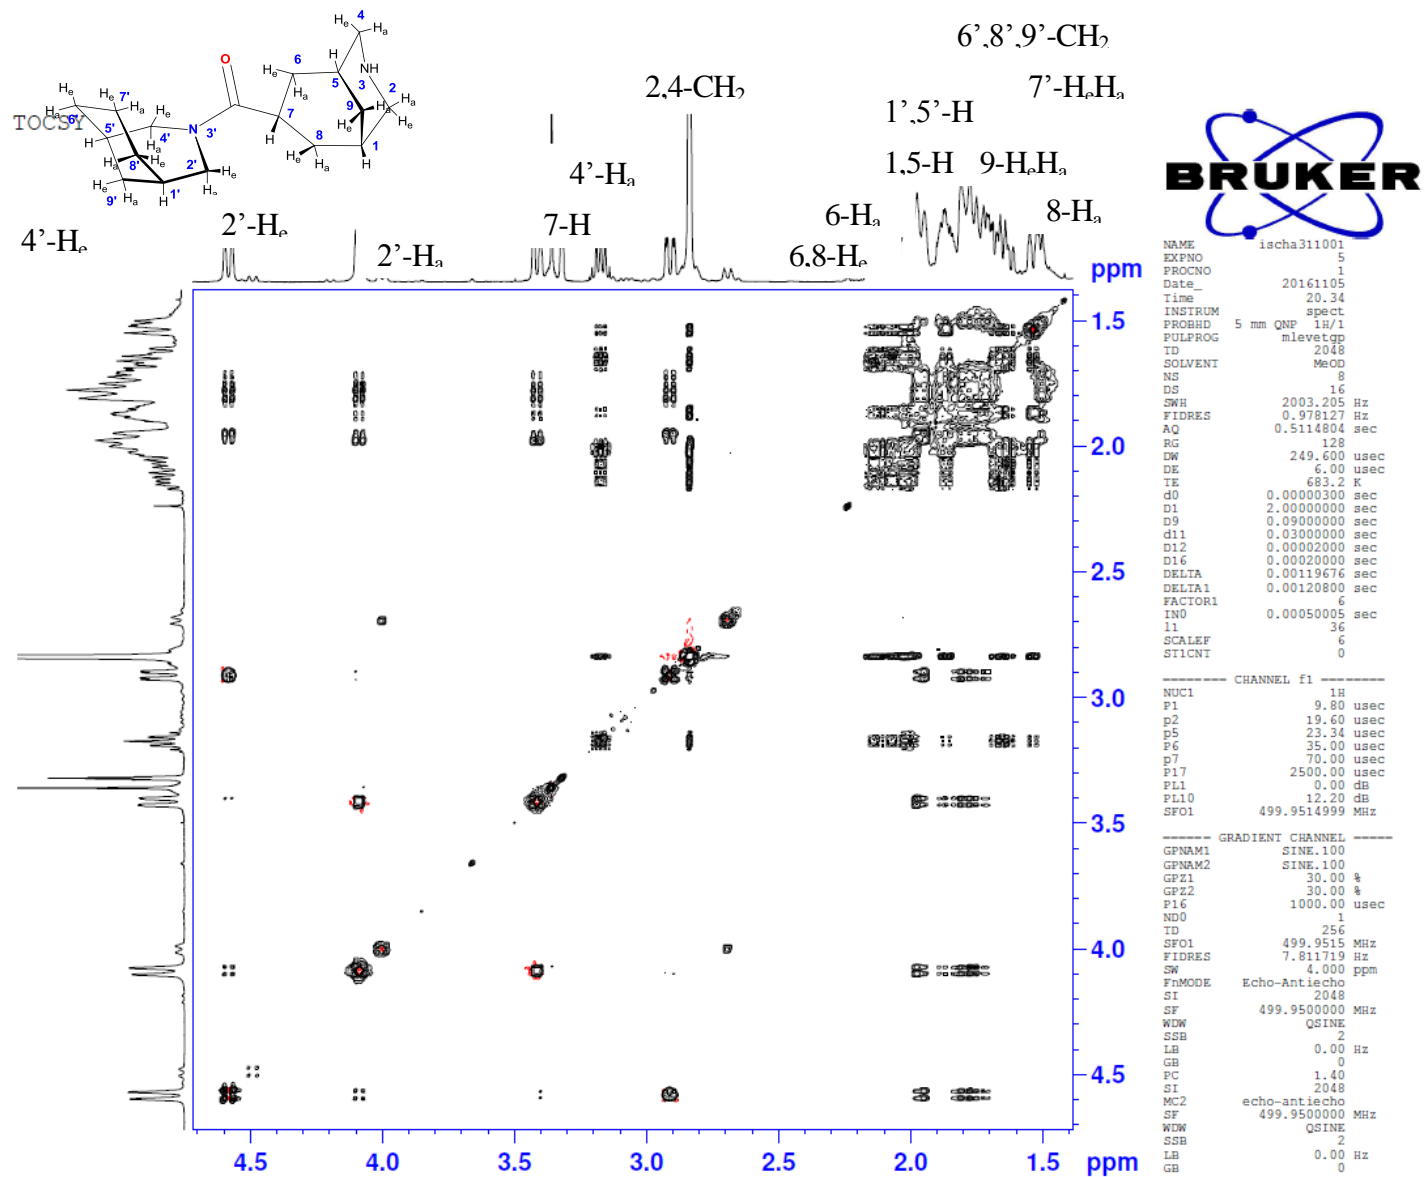 TOCSY
O
N
NH
H
Hₑ
Hₐ
1
2
3
4
5
6
7
8
9
1'
2'
3'
4'
5'
6'
7'
8'
9'
4'-Hₑ
2'-Hₑ
2'-Hₐ
7-H
4'-Hₐ
2,4-CH₂
6-Hₐ
6,8-Hₑ
1',5'-H
1,5-H
9-HₑHₐ
8-Hₐ
6',8',9'-CH₂
7'-HₑHₐ
ppm
1.5
2.0
2.5
3.0
3.5
4.0
4.5
4.5 4.0 3.5 3.0 2.5 2.0 1.5 ppm
BRUKER
NAME ischa311001
EXPNO 5
PROCNO 1
Date_ 20161105
Time 20.34
INSTRUM spect
PROBHD 5 mm QNP 1H/1
PULPROG mlevetgp
TD 2048
SOLVENT MeOD
NS 8
DS 16
SWH 2003.205 Hz
FIDRES 0.978127 Hz
AQ 0.5114804 sec
RG 128
DW 249.600 usec
DE 6.00 usec
TE 683.2 K
d0 0.00000300 sec
D1 2.00000000 sec
D9 0.09000000 sec
d11 0.03000000 sec
D12 0.00002000 sec
D16 0.00020000 sec
DELTA 0.00119676 sec
DELTA1 0.00120800 sec
FACTOR1 6
IN0 0.00050005 sec
l1 36
SCALEF 6
ST1CNT 0
======== CHANNEL f1 ========
NUC1 1H
P1 9.80 usec
p2 19.60 usec
p5 23.34 usec
P6 35.00 usec
p7 70.00 usec
P17 2500.00 usec
PL1 0.00 dB
PL10 12.20 dB
SFO1 499.9514999 MHz
====== GRADIENT CHANNEL =====
GPNAM1 SINE.100
GPNAM2 SINE.100
GPZ1 30.00 %
GPZ2 30.00 %
P16 1000.00 usec
ND0 1
TD 256
SFO1 499.9515 MHz
FIDRES 7.811719 Hz
SW 4.000 ppm
FnMODE Echo-Antiecho
SI 2048
SF 499.9500000 MHz
WDW QSINE
SSB 2
LB 0.00 Hz
GB 0
PC 1.40
SI 2048
MC2 echo-antiecho
SF 499.9500000 MHz
WDW QSINE
SSB 2
LB 0.00 Hz
GB 0